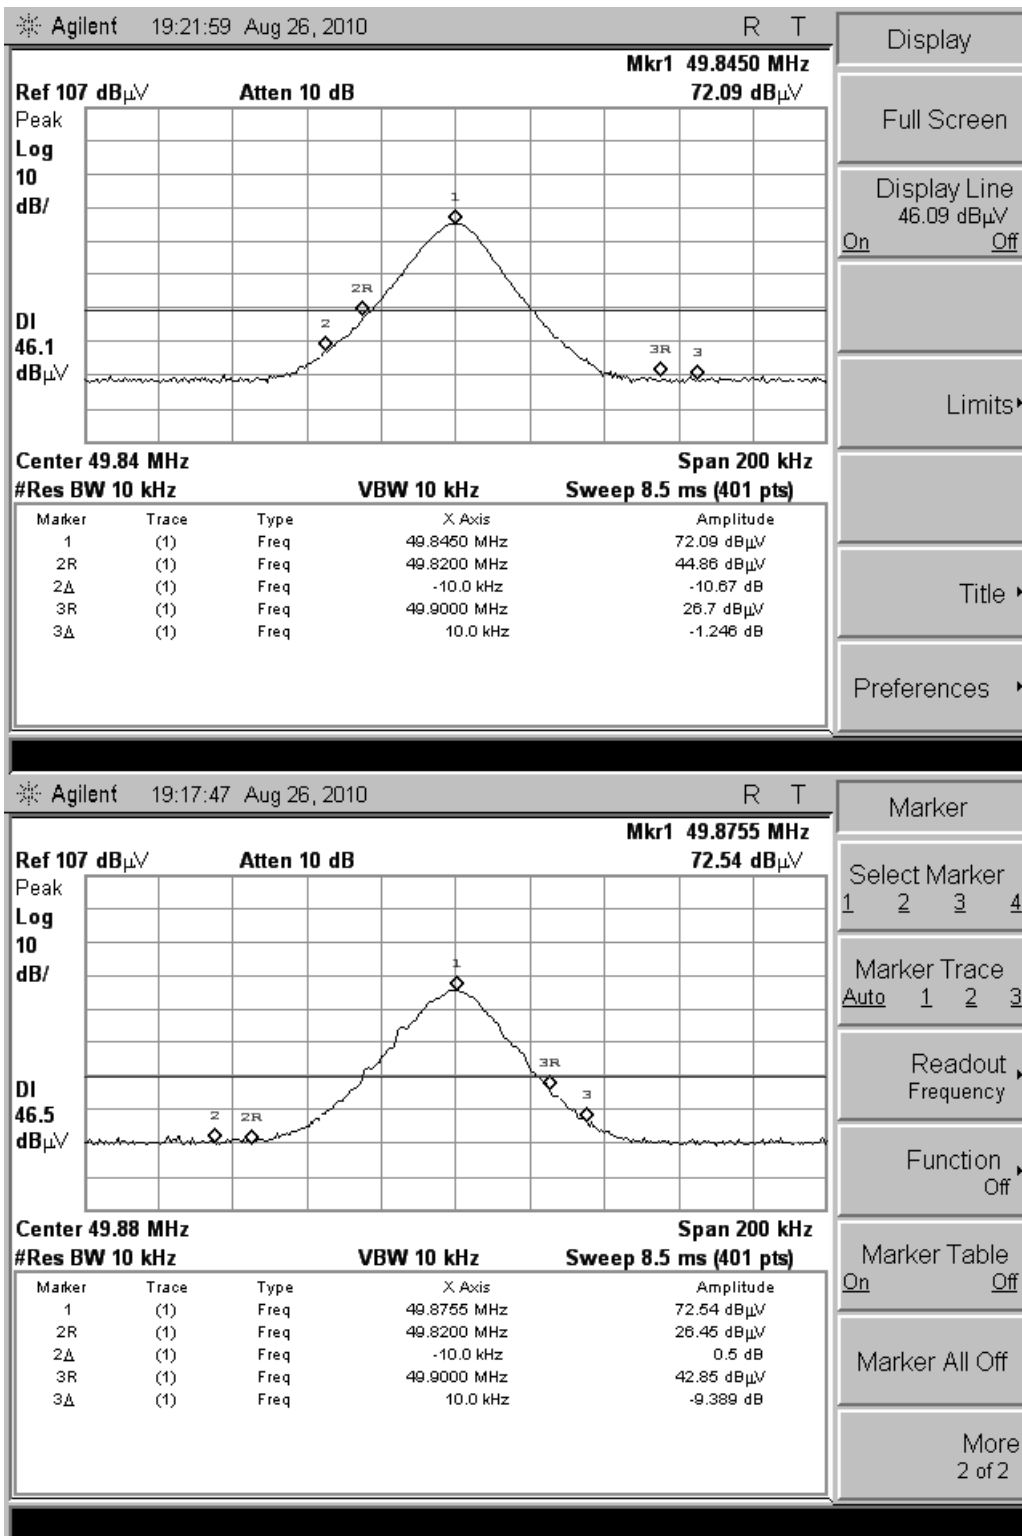 Agilent 19:21:59 Aug 26, 2010 R T
Display
Mkr1 49.8450 MHz
Ref 107 dBµV Atten 10 dB 72.09 dBµV
Peak
Log
10
dB/
1
2R
2
3R 3
DI
46.1
dBµV
Center 49.84 MHz Span 200 kHz
#Res BW 10 kHz VBW 10 kHz Sweep 8.5 ms (401 pts)
Marker Trace Type X Axis Amplitude
1 (1) Freq 49.8450 MHz 72.09 dBµV
2R (1) Freq 49.8200 MHz 44.86 dBµV
2Δ (1) Freq -10.0 kHz -10.67 dB
3R (1) Freq 49.9000 MHz 26.7 dBµV
3Δ (1) Freq 10.0 kHz -1.246 dB
Full Screen
Display Line
46.09 dBµV
On Off
Limits
Title
Preferences
Agilent 19:17:47 Aug 26, 2010 R T
Marker
Mkr1 49.8755 MHz
Ref 107 dBµV Atten 10 dB 72.54 dBµV
Peak
Log
10
dB/
1
3R
3
2 2R
DI
46.5
dBµV
Center 49.88 MHz Span 200 kHz
#Res BW 10 kHz VBW 10 kHz Sweep 8.5 ms (401 pts)
Marker Trace Type X Axis Amplitude
1 (1) Freq 49.8755 MHz 72.54 dBµV
2R (1) Freq 49.8200 MHz 26.45 dBµV
2Δ (1) Freq -10.0 kHz 0.5 dB
3R (1) Freq 49.9000 MHz 42.85 dBµV
3Δ (1) Freq 10.0 kHz -9.389 dB
Select Marker
1 2 3 4
Marker Trace
Auto 1 2 3
Readout
Frequency
Function
Off
Marker Table
On Off
Marker All Off
More
2 of 2